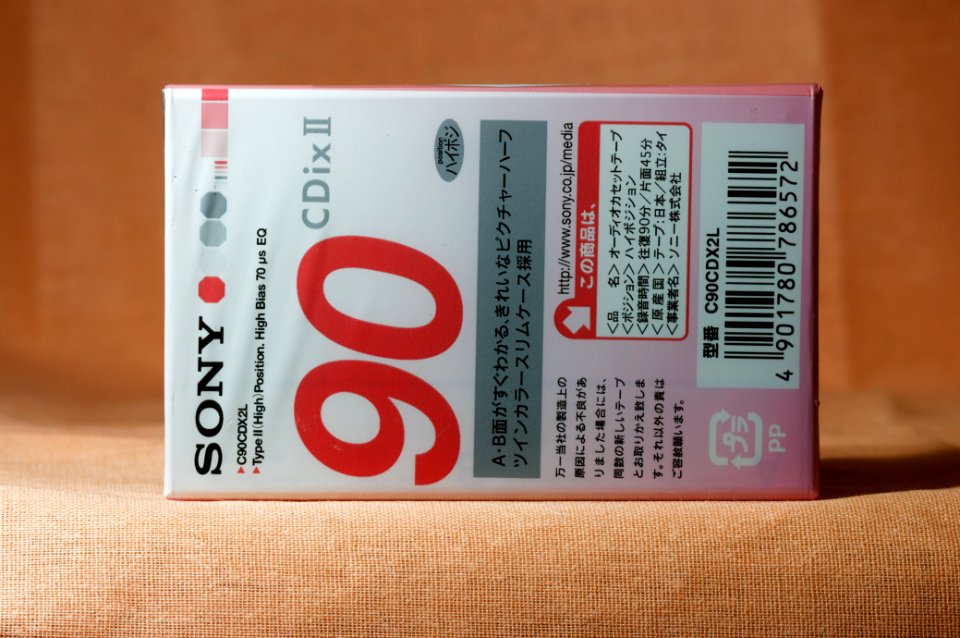 SONY
C90CDX2L
Type II (High) Position. High Bias 70 µs EQ
90
CDix II
position
ハイポジ
A・B面がすぐわかる、きれいなピクチャーハーフ
ツインカラースリムケース採用
http://www.sony.co.jp/media
この商品は、
<品 名> オーディオカセットテープ
<ポジション> ハイポジション
<録音時間> 往復90分/片面45分
<原産国> テープ:日本/組立:タイ
<事業者名> ソニー株式会社
万一当社の製造上の
原因による不良があ
りました場合には、
同数の新しいテープ
とお取りかえ致しま
す。それ以外の責は
ご容赦願います。
型番 C90CDX2L
4 901780 786572
プラ
PP